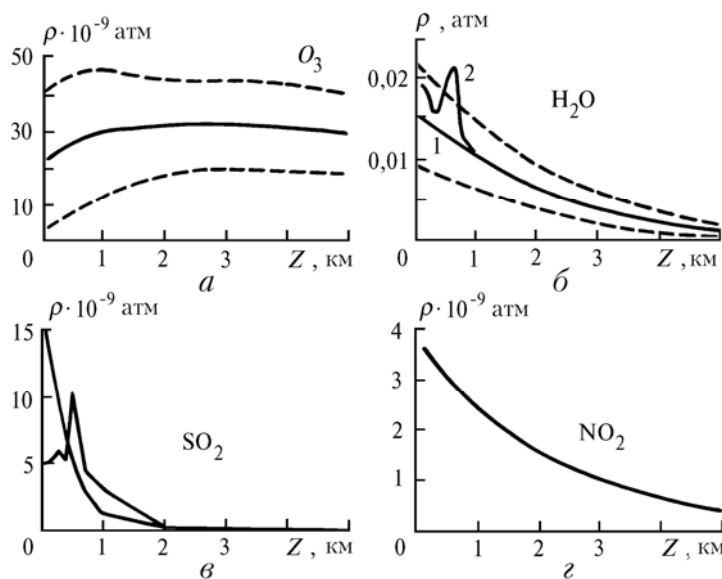 ρ · 10⁻⁹ атм
50
30
10
0
1
2
3
Z , км
O₃
а
ρ , атм
0,02
0,01
0
1
2
3
Z , км
1
2
H₂O
б
ρ · 10⁻⁹ атм
15
10
5
0
1
2
3
Z , км
SO₂
в
ρ · 10⁻⁹ атм
4
3
2
1
0
1
2
3
Z , км
NO₂
г